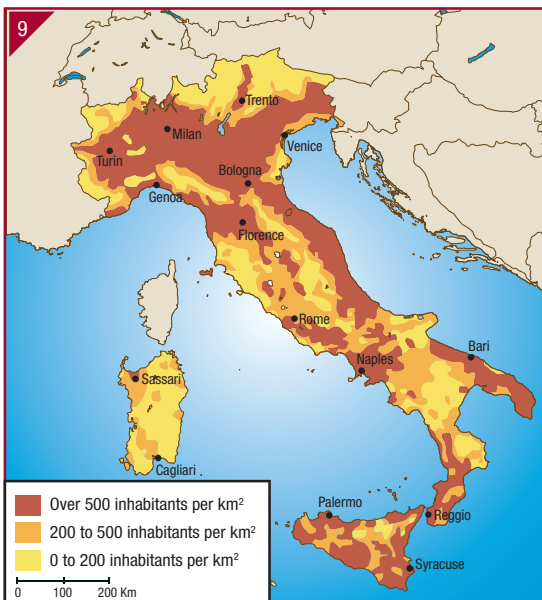 9
Trento
Milan
Venice
Turin
Bologna
Genoa
Florence
Rome
Bari
Naples
Sassari
Cagliari
Palermo
Reggio
Syracuse
Over 500 inhabitants per km²
200 to 500 inhabitants per km²
0 to 200 inhabitants per km²
0 100 200 Km